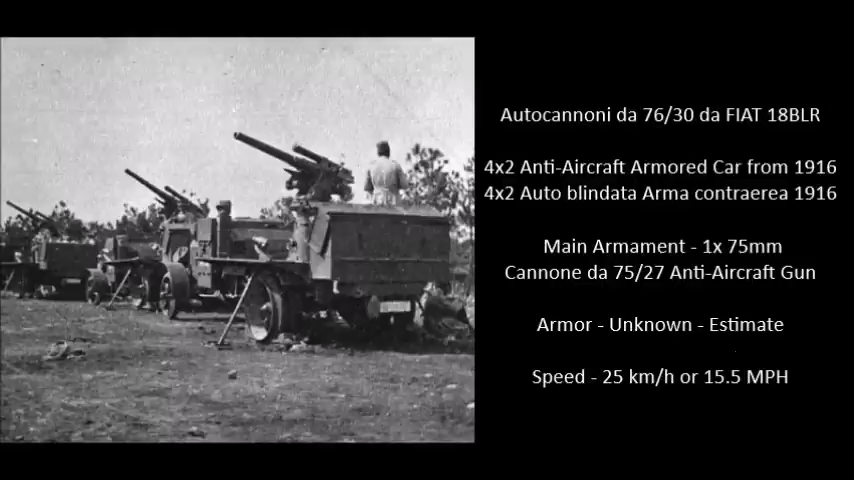 Autocannoni da 76/30 da FIAT 18BLR
4x2 Anti-Aircraft Armored Car from 1916
4x2 Auto blindata Arma contraerea 1916
Main Armament - 1x 75mm
Cannone da 75/27 Anti-Aircraft Gun
Armor - Unknown - Estimate
Speed - 25 km/h or 15.5 MPH